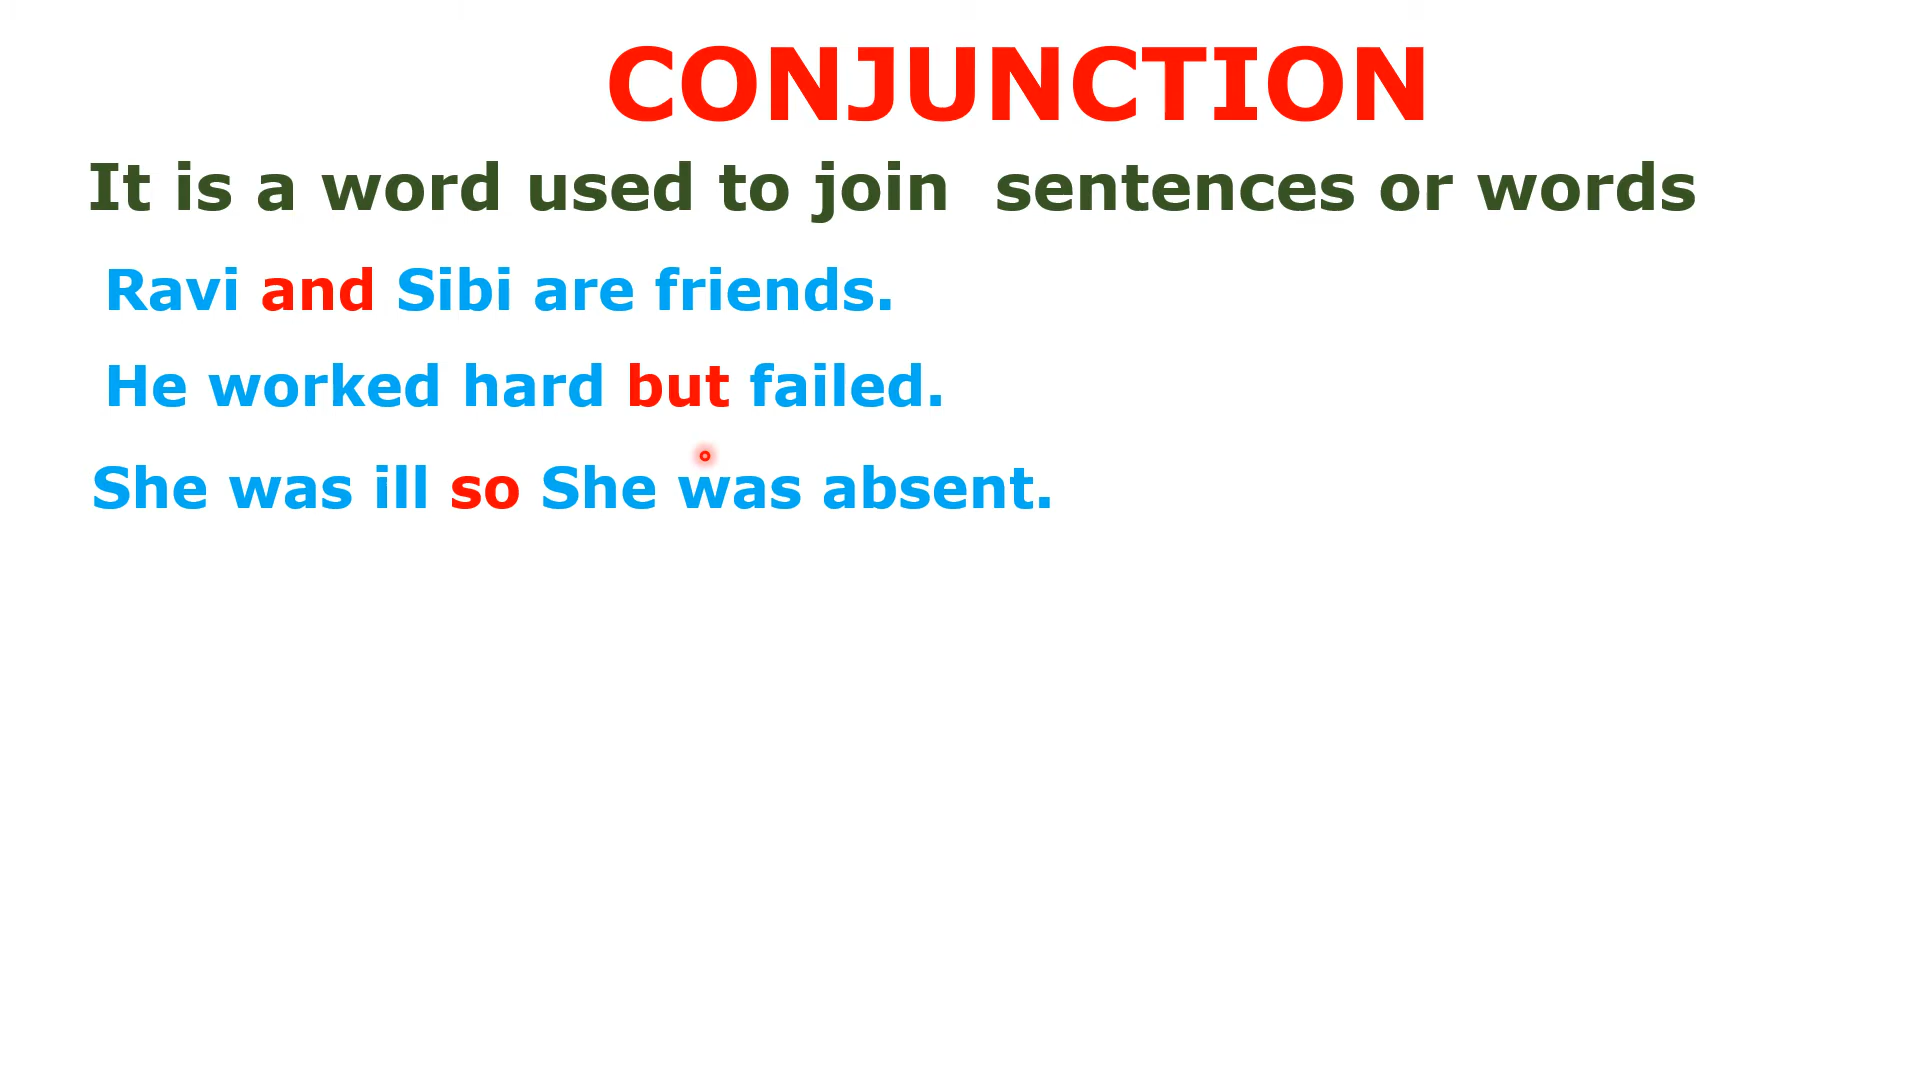 CONJUNCTION
It is a word used to join sentences or words
Ravi and Sibi are friends.
He worked hard but failed.
She was ill so She was absent.